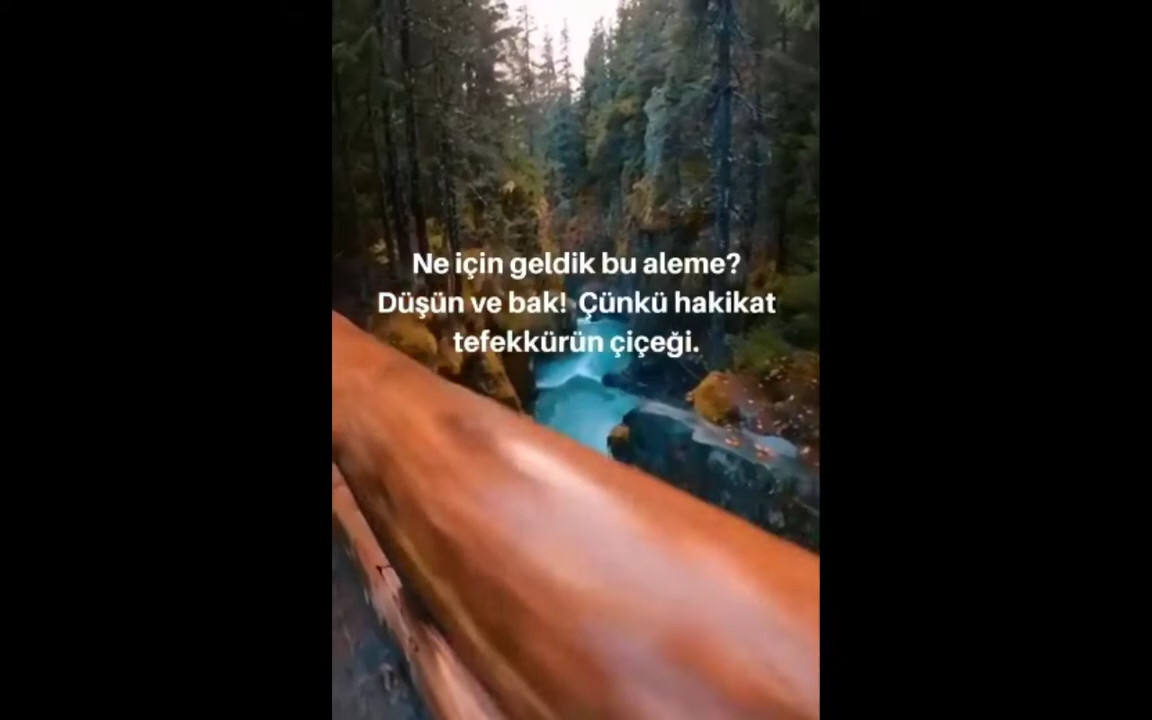 Ne için geldik bu aleme?
Düşün ve bak! Çünkü hakikat
tefekkürün çiçeği.